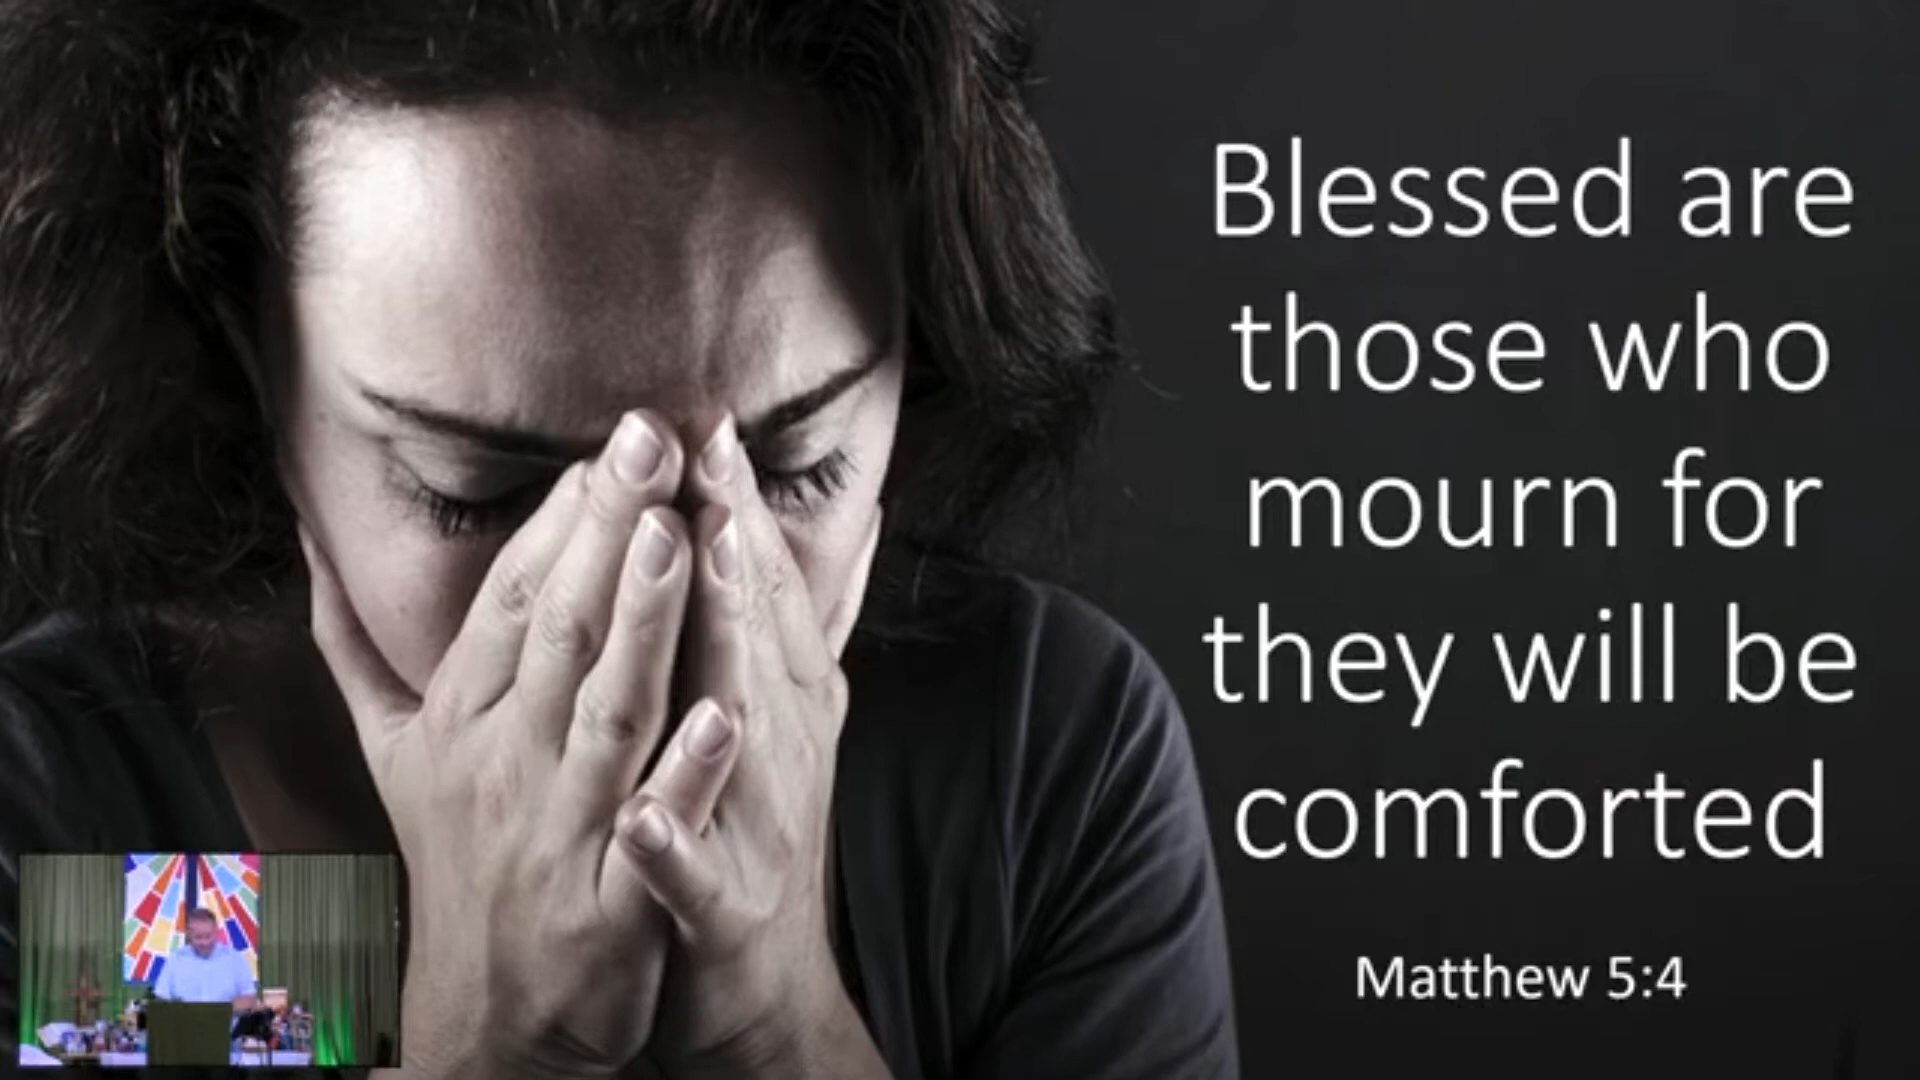 Blessed are
those who
mourn for
they will be
comforted
Matthew 5:4